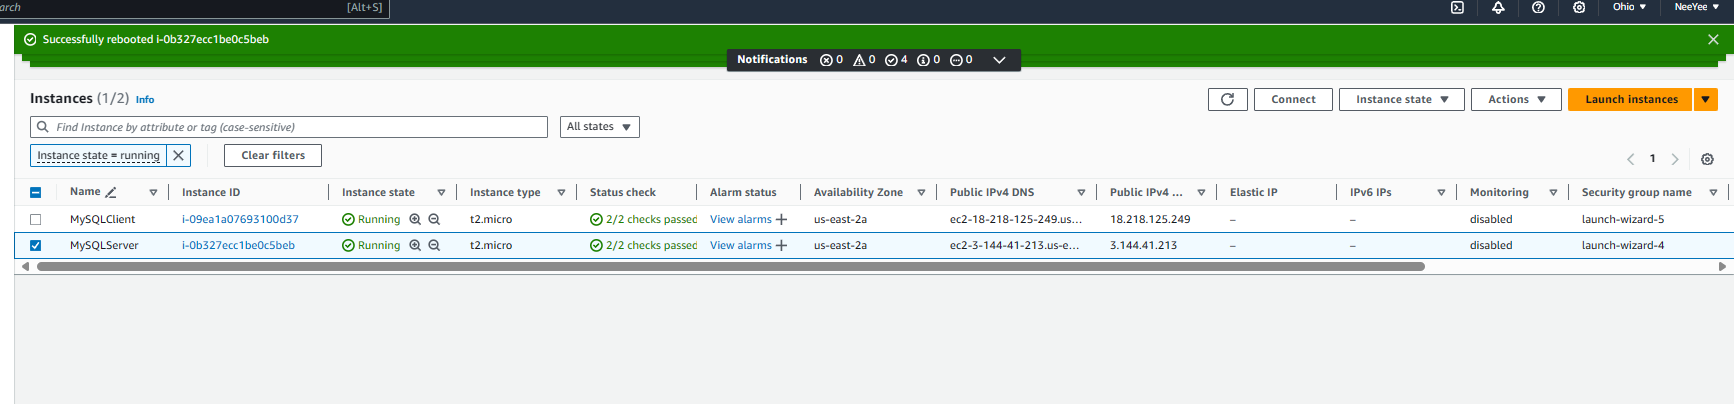 arch [Alt+S] Ohio NeeYee
Successfully rebooted i-0b327ecc1be0c5beb
Notifications 0 0 4 0 0
Instances (1/2) Info Connect Instance state Actions Launch instances
Find Instance by attribute or tag (case-sensitive) All states
Instance state = running Clear filters 1
Name Instance ID Instance state Instance type Status check Alarm status Availability Zone Public IPv4 DNS Public IPv4 ... Elastic IP IPv6 IPs Monitoring Security group name
MySQLClient i-09ea1a07693100d37 Running t2.micro 2/2 checks passed View alarms + us-east-2a ec2-18-218-125-249.us... 18.218.125.249 – – disabled launch-wizard-5
MySQLServer i-0b327ecc1be0c5beb Running t2.micro 2/2 checks passed View alarms + us-east-2a ec2-3-144-41-213.us-e... 3.144.41.213 – – disabled launch-wizard-4